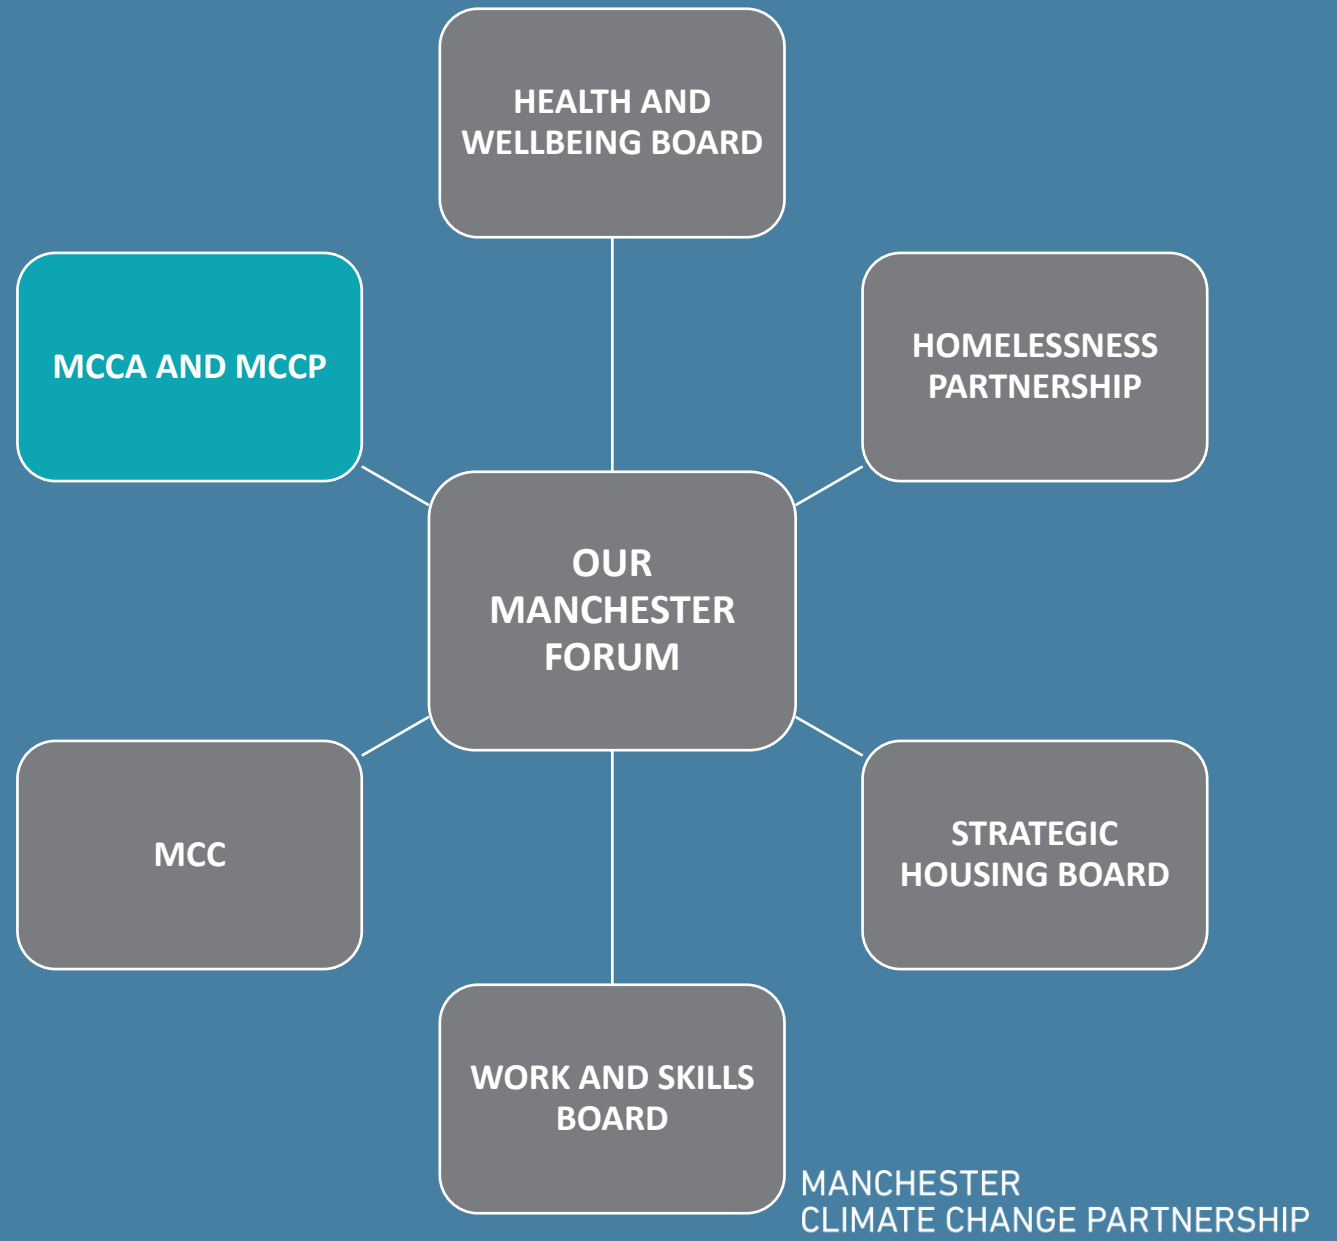 HEALTH AND
WELLBEING BOARD
MCCA AND MCCP
HOMELESSNESS
PARTNERSHIP
OUR
MANCHESTER
FORUM
MCC
STRATEGIC
HOUSING BOARD
WORK AND SKILLS
BOARD
MANCHESTER
CLIMATE CHANGE PARTNERSHIP